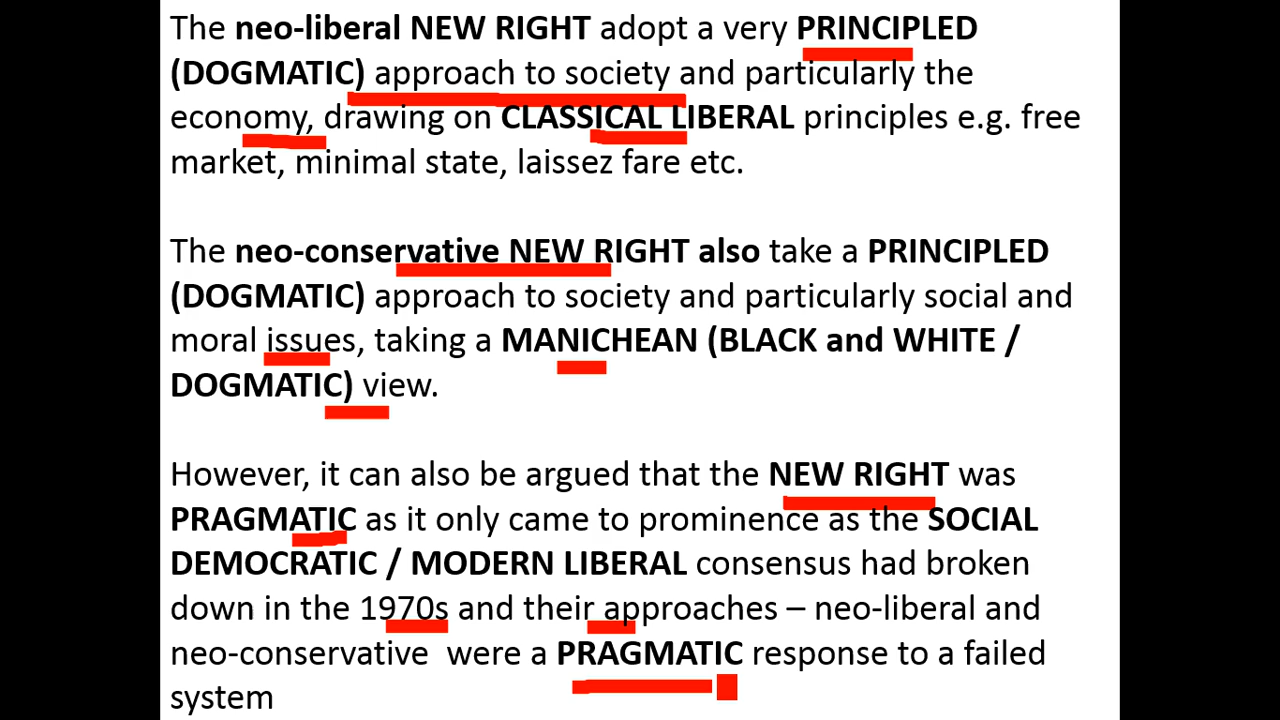 The neo-liberal NEW RIGHT adopt a very PRINCIPLED
(DOGMATIC) approach to society and particularly the
economy, drawing on CLASSICAL LIBERAL principles e.g. free
market, minimal state, laissez fare etc.
The neo-conservative NEW RIGHT also take a PRINCIPLED
(DOGMATIC) approach to society and particularly social and
moral issues, taking a MANICHEAN (BLACK and WHITE /
DOGMATIC) view.
However, it can also be argued that the NEW RIGHT was
PRAGMATIC as it only came to prominence as the SOCIAL
DEMOCRATIC / MODERN LIBERAL consensus had broken
down in the 1970s and their approaches – neo-liberal and
neo-conservative  were a PRAGMATIC response to a failed
system